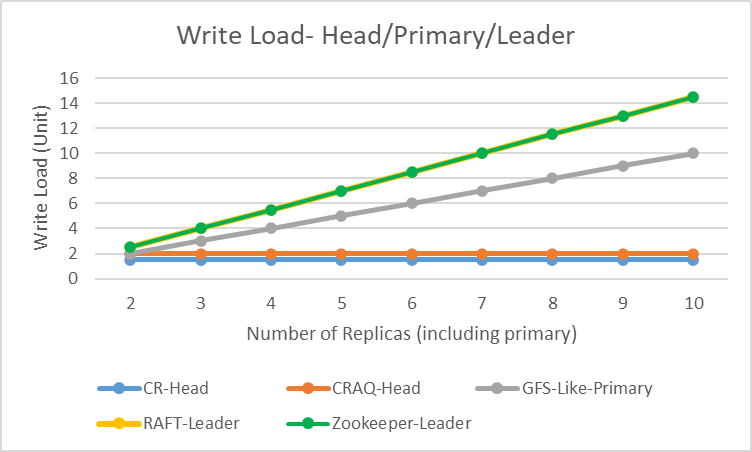 Write Load- Head/Primary/Leader
Write Load (Unit)
16
14
12
10
8
6
4
2
0
2 3 4 5 6 7 8 9 10
Number of Replicas (including primary)
CR-Head CRAQ-Head GFS-Like-Primary
RAFT-Leader Zookeeper-Leader